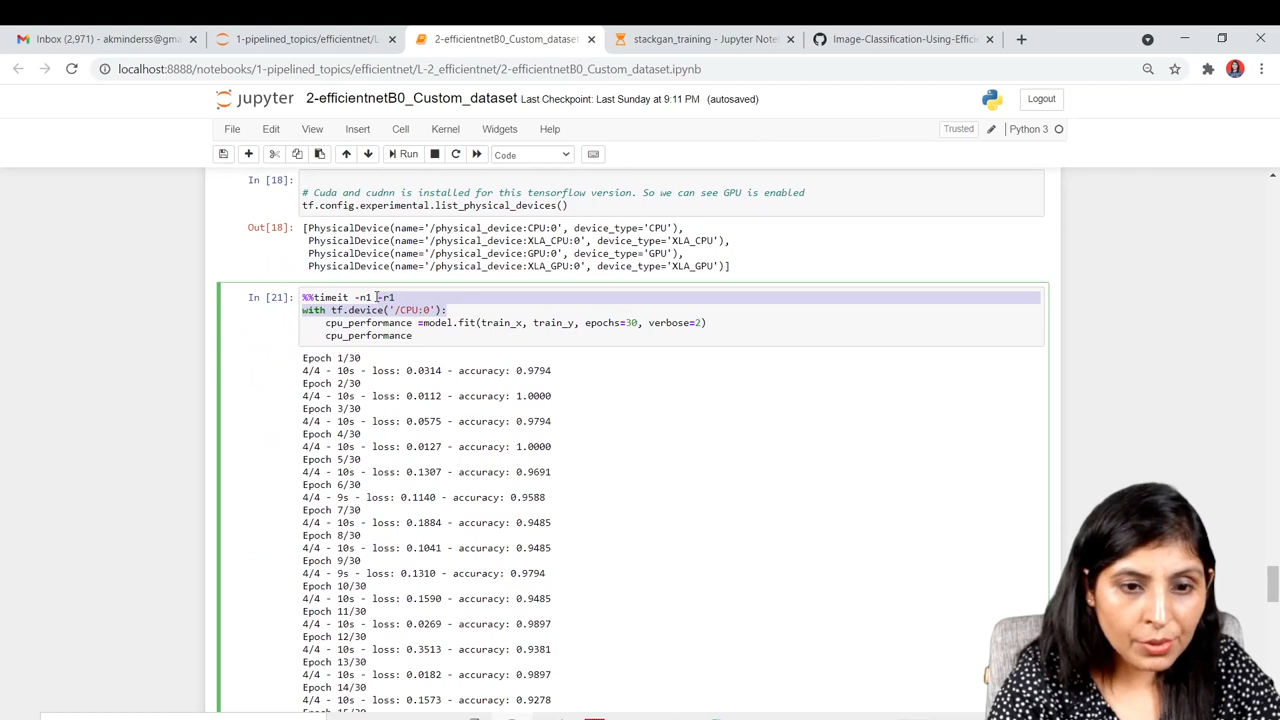 Inbox (2,971) - akminderss@gma
1-pipelined_topics/efficientnet/L-
2-efficientnetB0_Custom_dataset
stackgan_training - Jupyter Note
Image-Classification-Using-Efficie
localhost:8888/notebooks/1-pipelined_topics/efficientnet/L-2_efficientnet/2-efficientnetB0_Custom_dataset.ipynb
jupyter 2-efficientnetB0_Custom_dataset Last Checkpoint: Last Sunday at 9:11 PM (autosaved)
Logout
File Edit View Insert Cell Kernel Widgets Help
Trusted Python 3
Run Code
In [18]:
# Cuda and cudnn is installed for this tensorflow version. So we can see GPU is enabled
tf.config.experimental.list_physical_devices()
Out[18]: [PhysicalDevice(name='/physical_device:CPU:0', device_type='CPU'),
PhysicalDevice(name='/physical_device:XLA_CPU:0', device_type='XLA_CPU'),
PhysicalDevice(name='/physical_device:GPU:0', device_type='GPU'),
PhysicalDevice(name='/physical_device:XLA_GPU:0', device_type='XLA_GPU')]
In [21]: %%timeit -n1 -r1
with tf.device('/CPU:0'):
cpu_performance =model.fit(train_x, train_y, epochs=30, verbose=2)
cpu_performance
Epoch 1/30
4/4 - 10s - loss: 0.0314 - accuracy: 0.9794
Epoch 2/30
4/4 - 10s - loss: 0.0112 - accuracy: 1.0000
Epoch 3/30
4/4 - 10s - loss: 0.0575 - accuracy: 0.9794
Epoch 4/30
4/4 - 10s - loss: 0.0127 - accuracy: 1.0000
Epoch 5/30
4/4 - 10s - loss: 0.1307 - accuracy: 0.9691
Epoch 6/30
4/4 - 9s - loss: 0.1140 - accuracy: 0.9588
Epoch 7/30
4/4 - 10s - loss: 0.1884 - accuracy: 0.9485
Epoch 8/30
4/4 - 10s - loss: 0.1041 - accuracy: 0.9485
Epoch 9/30
4/4 - 9s - loss: 0.1310 - accuracy: 0.9794
Epoch 10/30
4/4 - 10s - loss: 0.1590 - accuracy: 0.9485
Epoch 11/30
4/4 - 10s - loss: 0.0269 - accuracy: 0.9897
Epoch 12/30
4/4 - 10s - loss: 0.3513 - accuracy: 0.9381
Epoch 13/30
4/4 - 10s - loss: 0.0182 - accuracy: 0.9897
Epoch 14/30
4/4 - 10s - loss: 0.1573 - accuracy: 0.9278